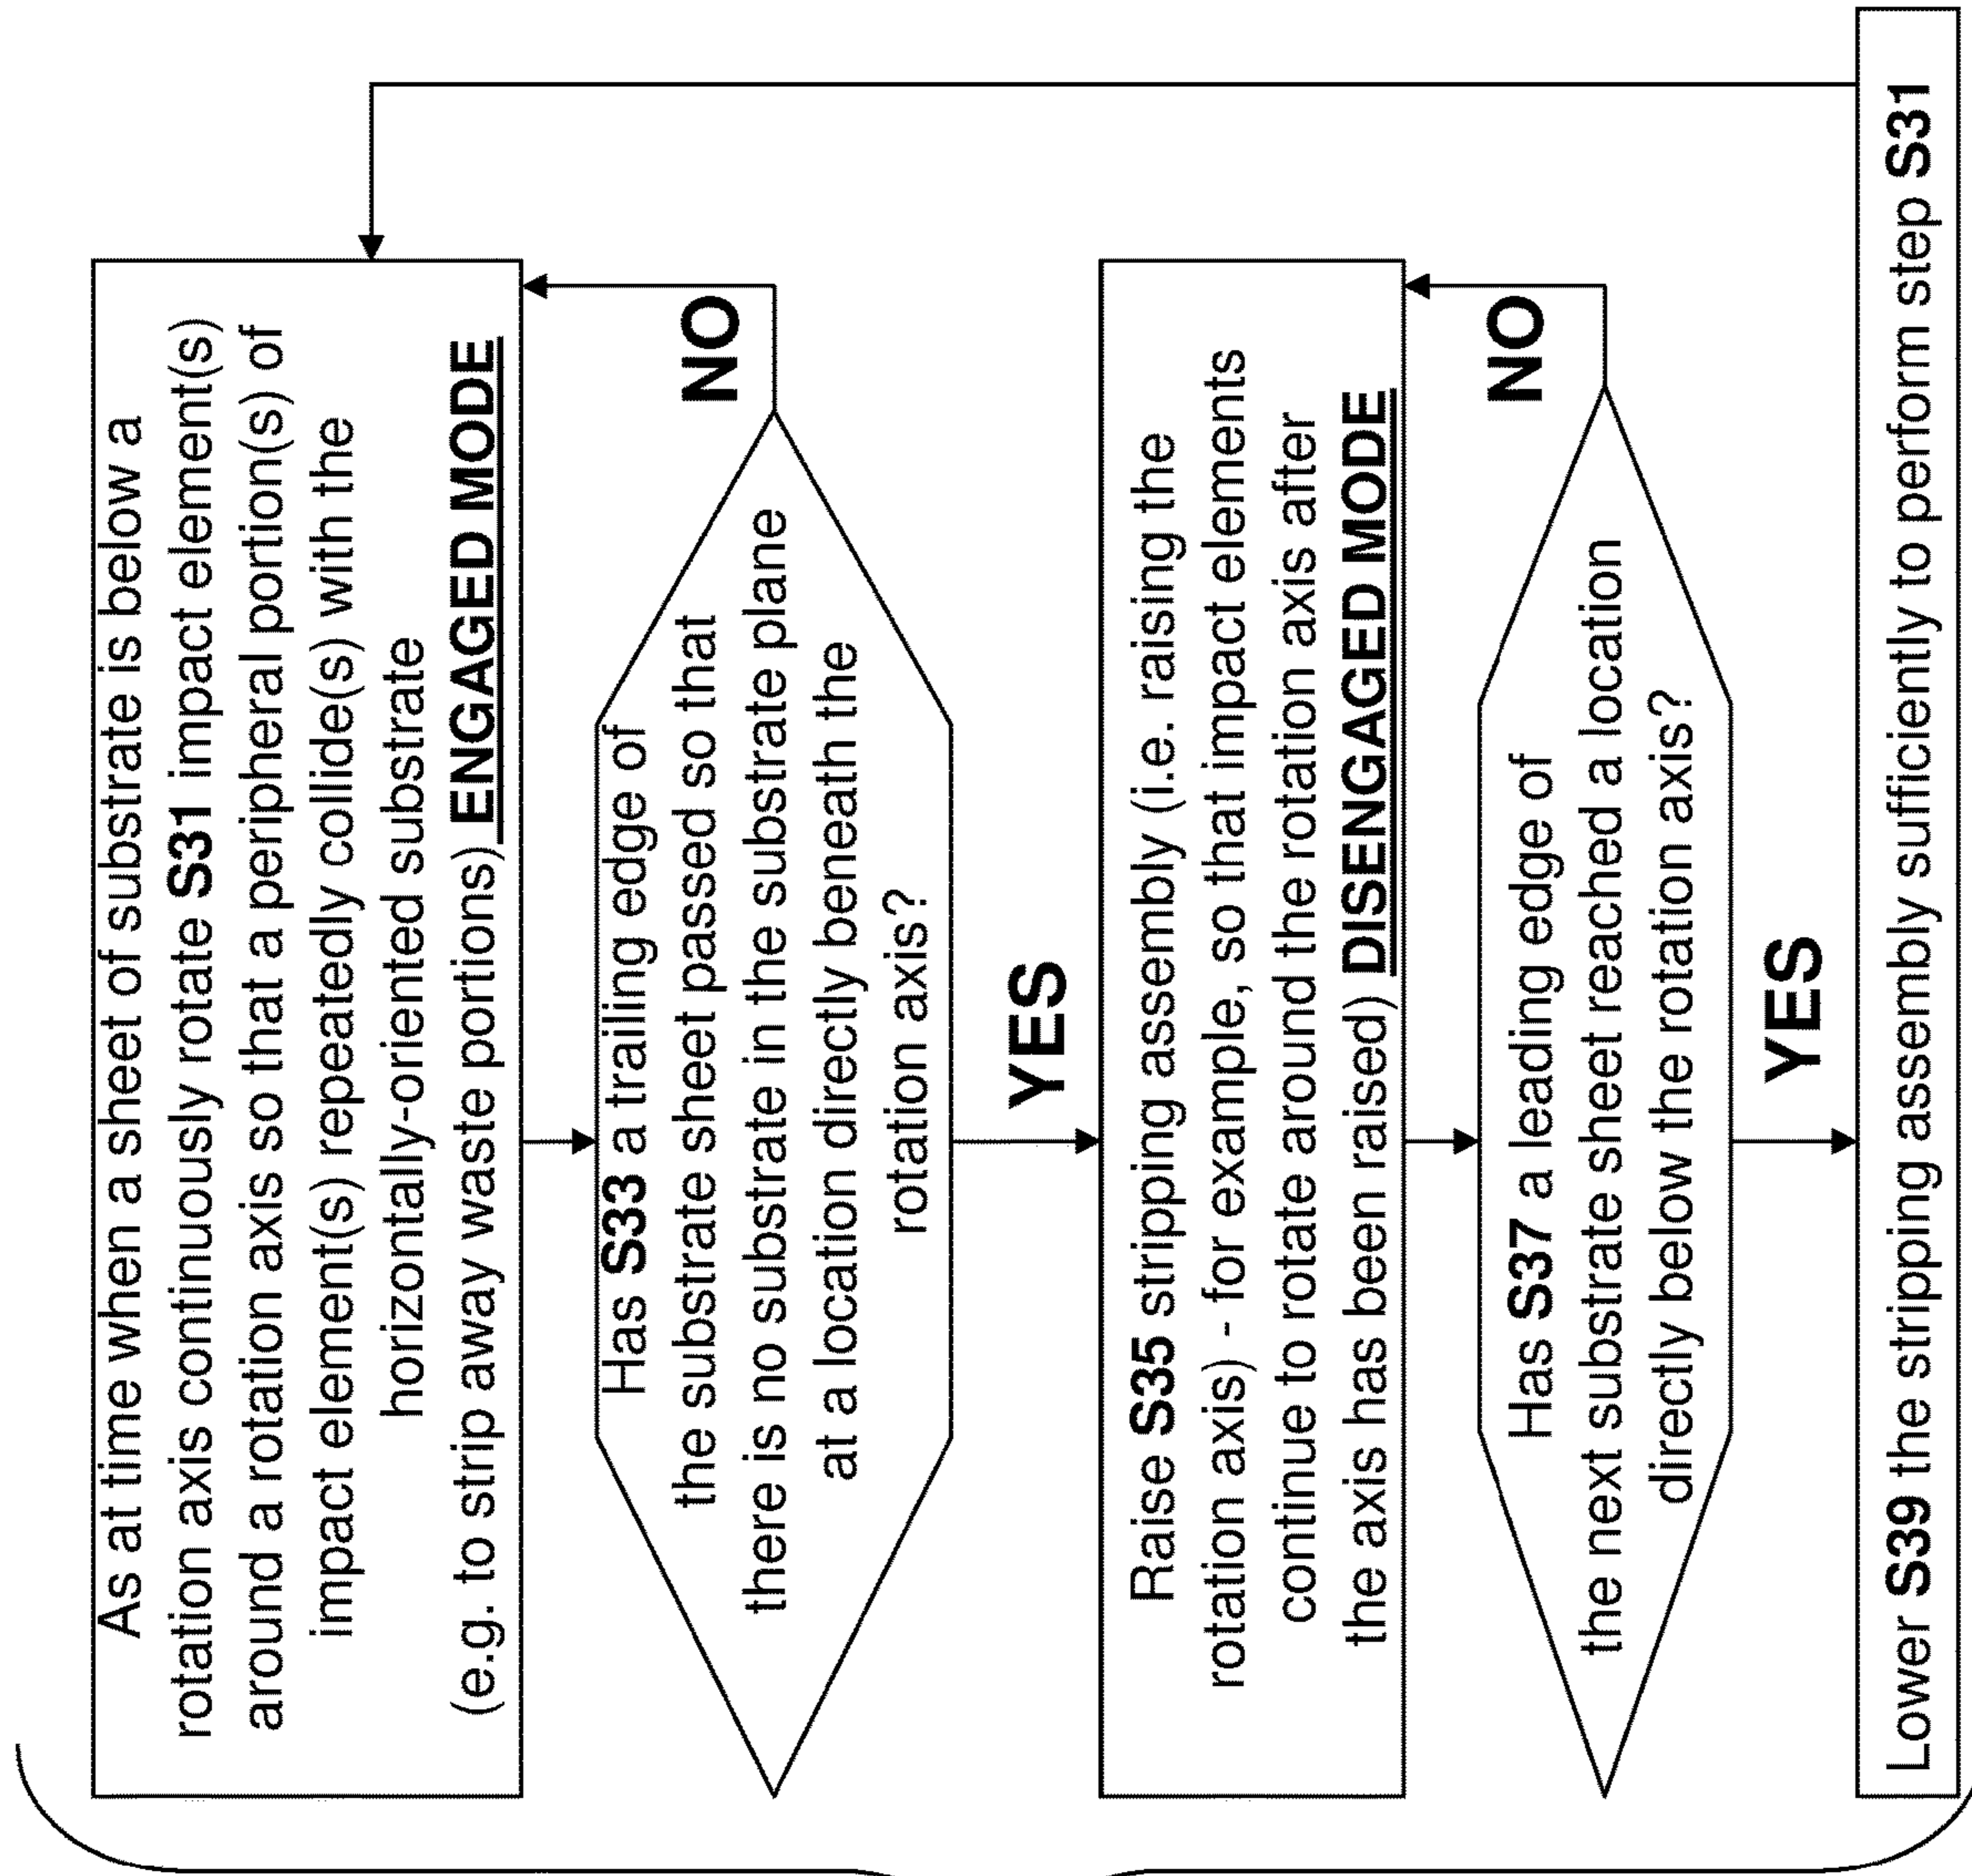 As at time when a sheet of substrate is below a
rotation axis continuously rotate S31 impact element(s)
around a rotation axis so that a peripheral portion(s) of
impact element(s) repeatedly collide(s) with the
horizontally-oriented substrate
(e.g. to strip away waste portions) ENGAGED MODE
Has S33 a trailing edge of
the substrate sheet passed so that
there is no substrate in the substrate plane
at a location directly beneath the
rotation axis?
NO
YES
Raise S35 stripping assembly (i.e. raising the
rotation axis) - for example, so that impact elements
continue to rotate around the rotation axis after
the axis has been raised) DISENGAGED MODE
Has S37 a leading edge of
the next substrate sheet reached a location
directly below the rotation axis?
NO
YES
Lower S39 the stripping assembly sufficiently to perform step S31